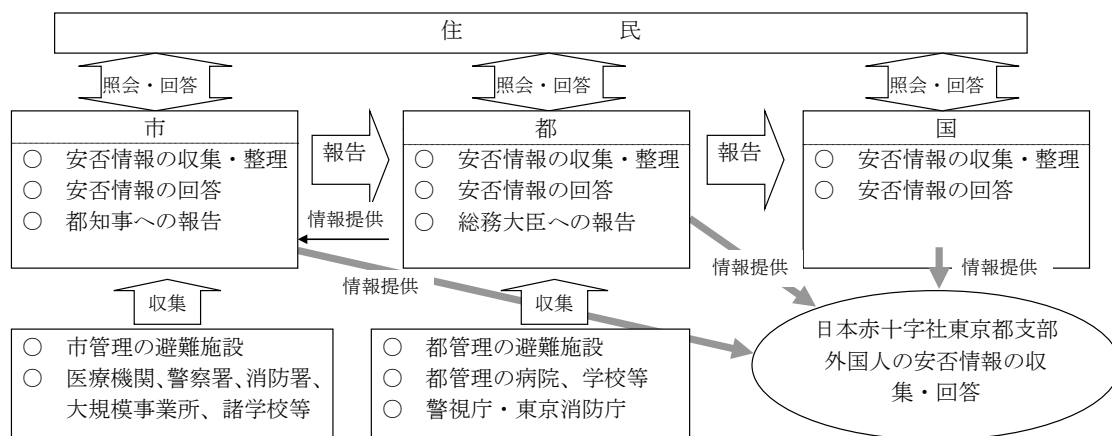 住　　　民
照会・回答
照会・回答
照会・回答
市
○　安否情報の収集・整理
○　安否情報の回答
○　都知事への報告
報告
都
○　安否情報の収集・整理
○　安否情報の回答
○　総務大臣への報告
報告
国
○　安否情報の収集・整理
○　安否情報の回答
情報提供
情報提供
情報提供
情報提供
収集
収集
○　市管理の避難施設
○　医療機関、警察署、消防署、
大規模事業所、諸学校等
○　都管理の避難施設
○　都管理の病院、学校等
○　警視庁・東京消防庁
日本赤十字社東京都支部
外国人の安否情報の収
集・回答